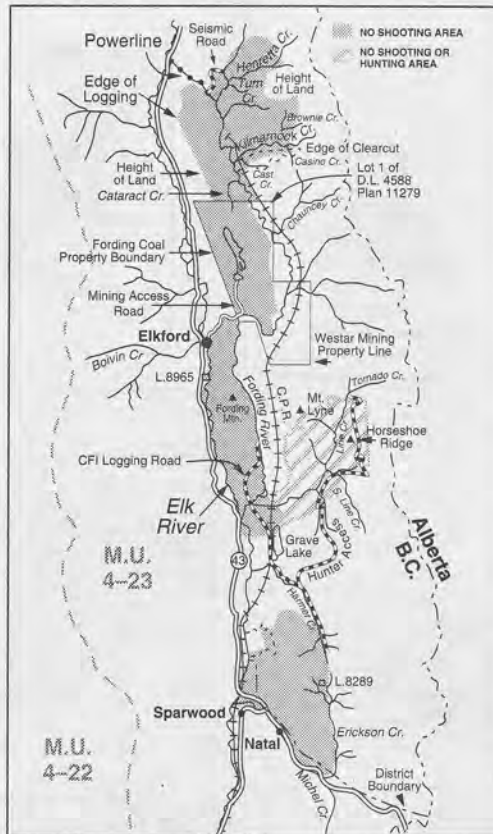 NO SHOOTING AREA
NO SHOOTING OR
HUNTING AREA
Seismic
Road
Powerline
Henretta Cr.
Edge of
Logging
Turn
Cr
Height
of Land
Brownie Cr.
Kilmarnock Cr.
Edge of Clearcut
Casino Cr.
Height
of Land
Cast
Cr.
Lot 1 of
D.L. 4588
Plan 11279
Cataract Cr.
Chauncey Cr.
Fording Coal
Property Boundary
Mining Access
Road
Elkford
Westar Mining
Property Line
Boivin Cr
L.8965
Fording River
C.P.R.
Tornado Cr.
Mt.
Lyne
Fording
Mtn.
Line Cr.
Horseshoe
Ridge
CFI Logging Road
Elk
River
S. Line Cr.
Grave
Lake
Hunter Access
Alberta
B.C.
M.U.
4-23
43
Harmer Cr.
L.8289
Sparwood
Natal
Erickson Cr.
M.U.
4-22
Michel Cr
District
Boundary